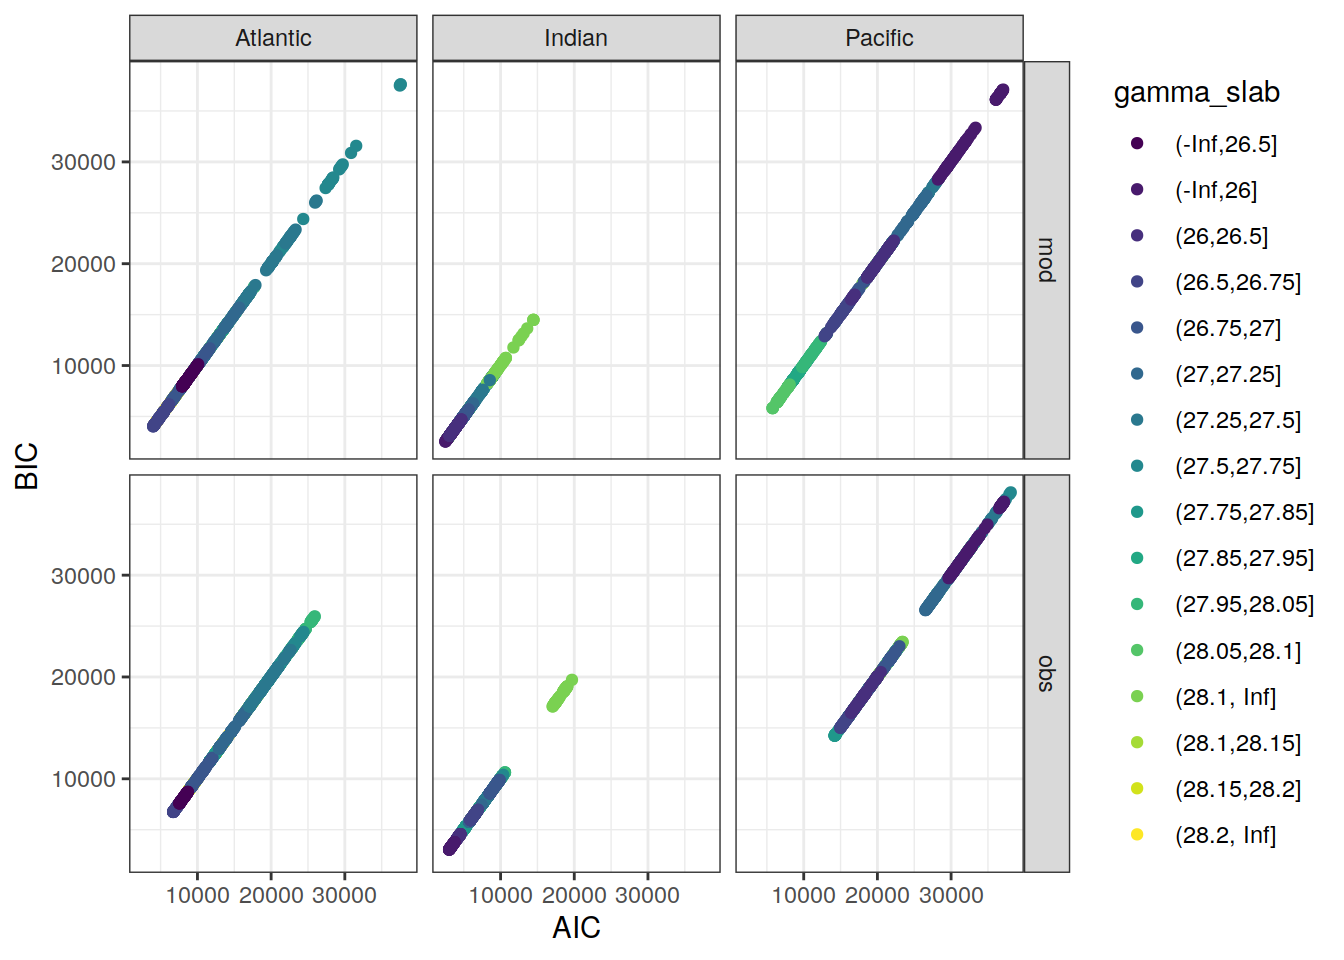 Atlantic
Indian
Pacific
30000
20000
10000
mod
30000
20000
10000
obs
BIC
10000 20000 30000
10000 20000 30000
10000 20000 30000
AIC
gamma_slab
(-Inf,26.5]
(-Inf,26]
(26,26.5]
(26.5,26.75]
(26.75,27]
(27,27.25]
(27.25,27.5]
(27.5,27.75]
(27.75,27.85]
(27.85,27.95]
(27.95,28.05]
(28.05,28.1]
(28.1, Inf]
(28.1,28.15]
(28.15,28.2]
(28.2, Inf]